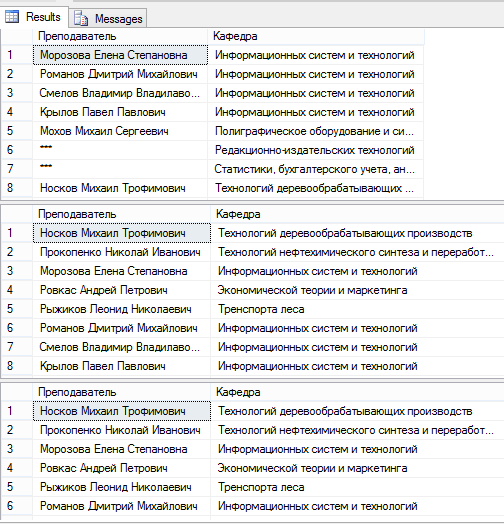 Results Messages
Преподаватель Кафедра
1 Морозова Елена Степановна Информационных систем и технологий
2 Романов Дмитрий Михайлович Информационных систем и технологий
3 Смелов Владимир Владилаво... Информационных систем и технологий
4 Крылов Павел Павлович Информационных систем и технологий
5 Мохов Михаил Сергеевич Полиграфическое оборудование и си...
6 *** Редакционно-издательских технологий
7 *** Статистики, бухгалтерского учета, ан...
8 Носков Михаил Трофимович Технологий деревообрабатывающих ...
Преподаватель Кафедра
1 Носков Михаил Трофимович Технологий деревообрабатывающих производств
2 Прокопенко Николай Иванович Технологий нефтехимического синтеза и переработ...
3 Морозова Елена Степановна Информационных систем и технологий
4 Ровкас Андрей Петрович Экономической теории и маркетинга
5 Рыжиков Леонид Николаевич Тренспорта леса
6 Романов Дмитрий Михайлович Информационных систем и технологий
7 Смелов Владимир Владилаво... Информационных систем и технологий
8 Крылов Павел Павлович Информационных систем и технологий
Преподаватель Кафедра
1 Носков Михаил Трофимович Технологий деревообрабатывающих производств
2 Прокопенко Николай Иванович Технологий нефтехимического синтеза и переработ...
3 Морозова Елена Степановна Информационных систем и технологий
4 Ровкас Андрей Петрович Экономической теории и маркетинга
5 Рыжиков Леонид Николаевич Тренспорта леса
6 Романов Дмитрий Михайлович Информационных систем и технологий